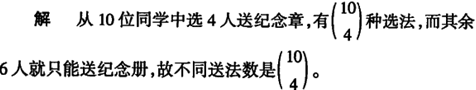 解 从 10 位同学中选 4 人送纪念章,有(10 4)种选法,而其余
6 人就只能送纪念册,故不同送法数是(10 4)。